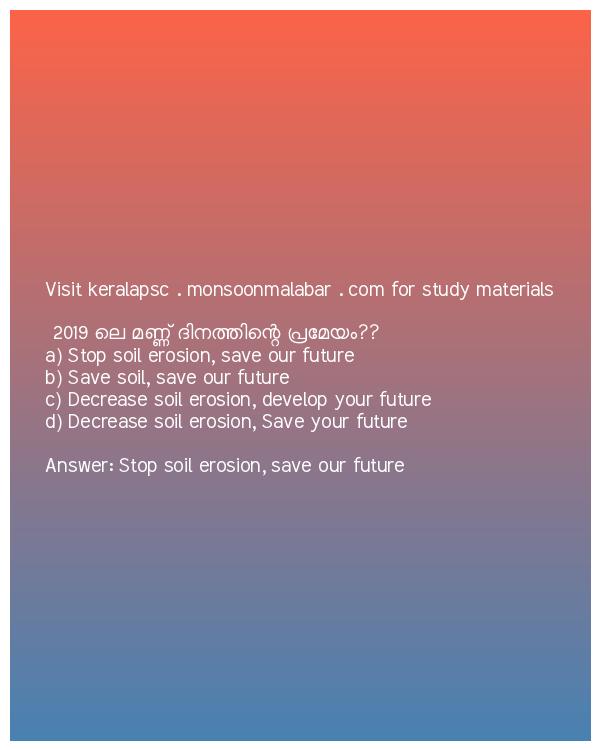 Visit keralapsc . monsoonmalabar . com for study materials
2019 ലെ മണ്ണ് ദിനത്തിന്റെ പ്രമേയം??
a) Stop soil erosion, save our future
b) Save soil, save our future
c) Decrease soil erosion, develop your future
d) Decrease soil erosion, Save your future
Answer: Stop soil erosion, save our future